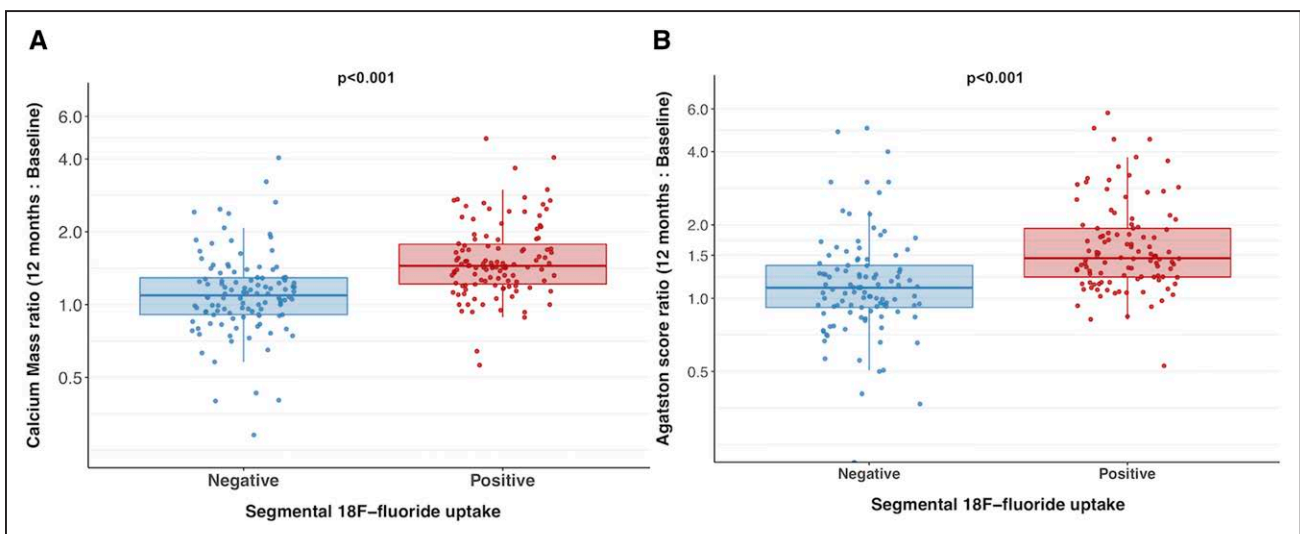 A
p<0.001
Calcium Mass ratio (12 months : Baseline)
6.0
4.0
2.0
1.0
0.5
Negative
Positive
Segmental 18F–fluoride uptake
B
p<0.001
Agatston score ratio (12 months : Baseline)
6.0
4.0
2.0
1.5
1.0
0.5
Negative
Positive
Segmental 18F–fluoride uptake